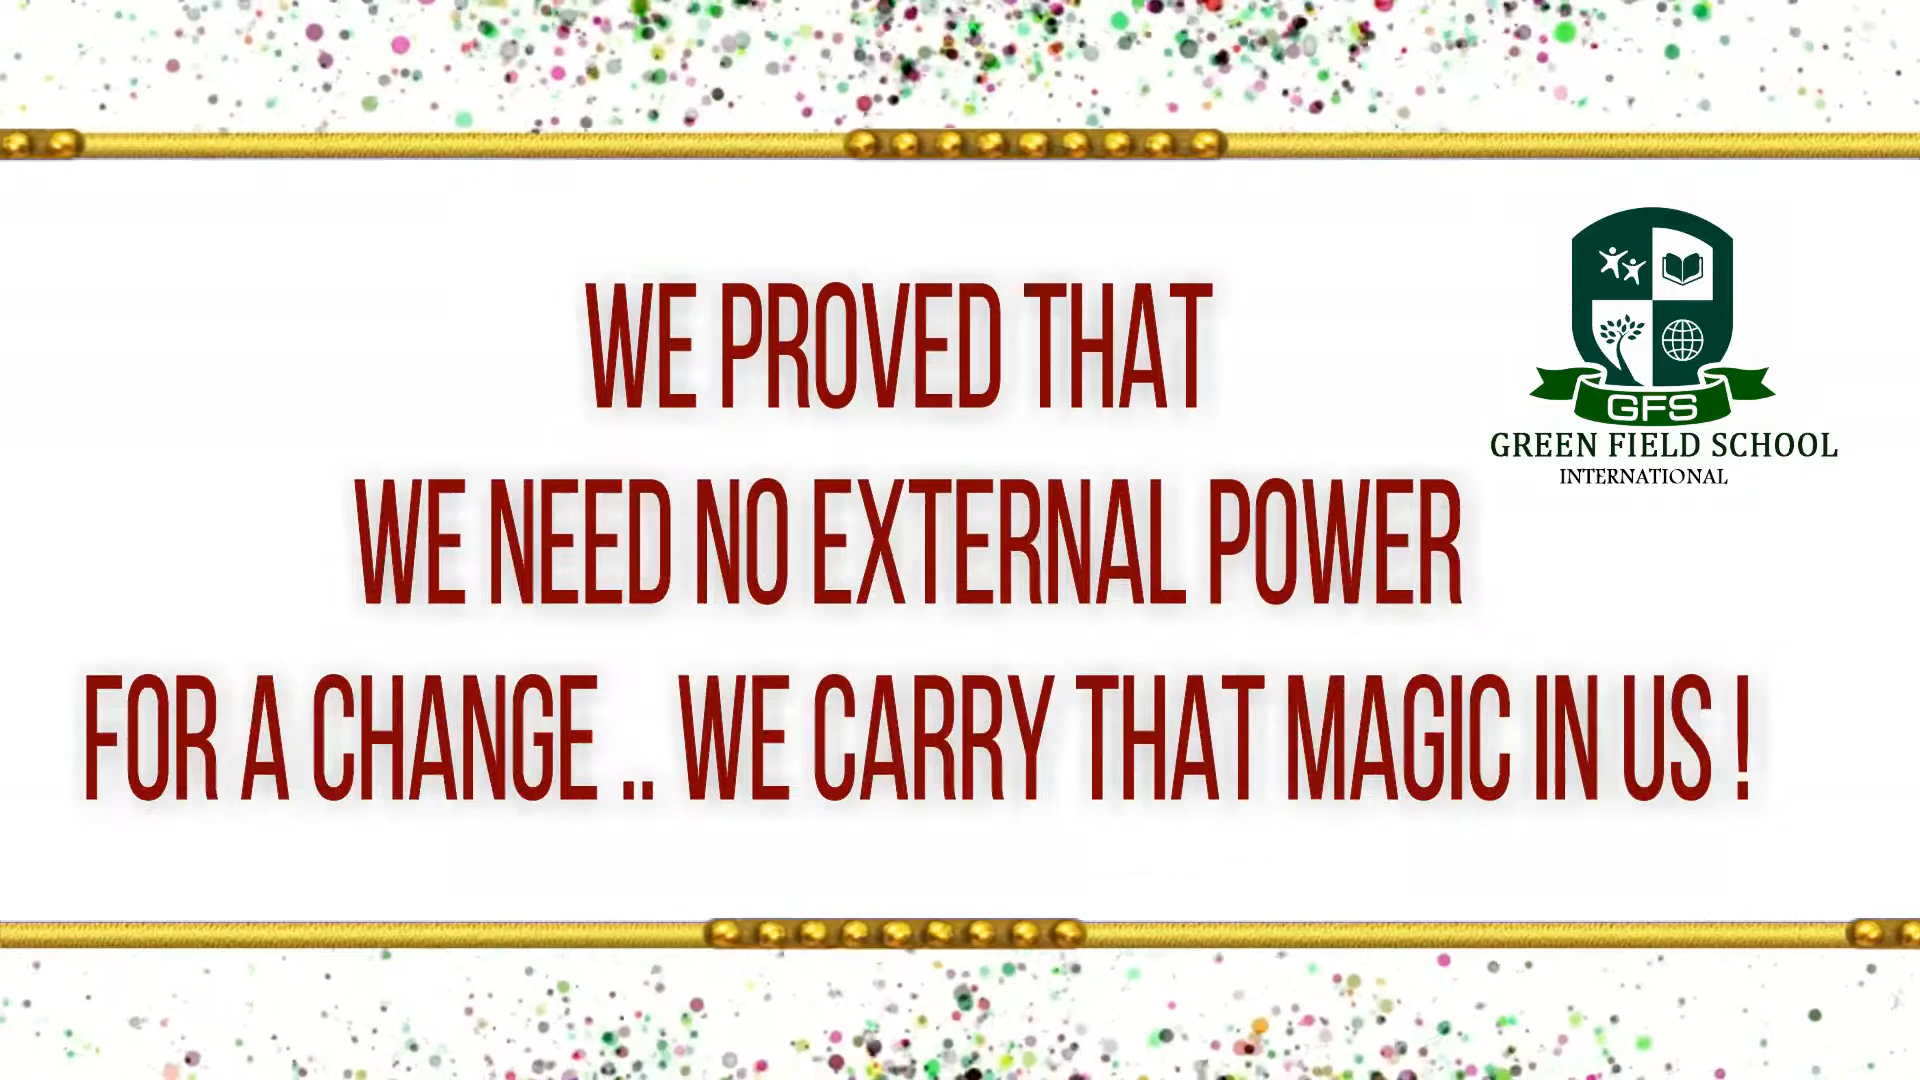 WE PROVED THAT
WE NEED NO EXTERNAL POWER
FOR A CHANGE .. WE CARRY THAT MAGIC IN US !
GFS
GREEN FIELD SCHOOL
INTERNATIONAL